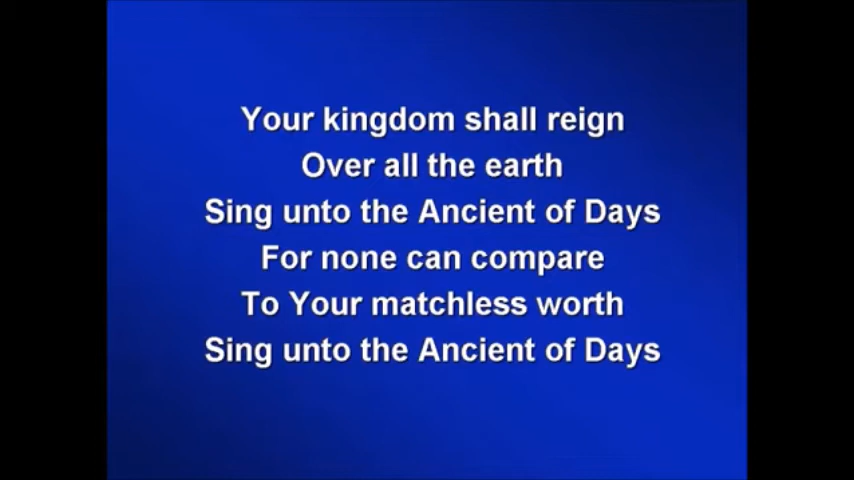 Your kingdom shall reign
Over all the earth
Sing unto the Ancient of Days
For none can compare
To Your matchless worth
Sing unto the Ancient of Days